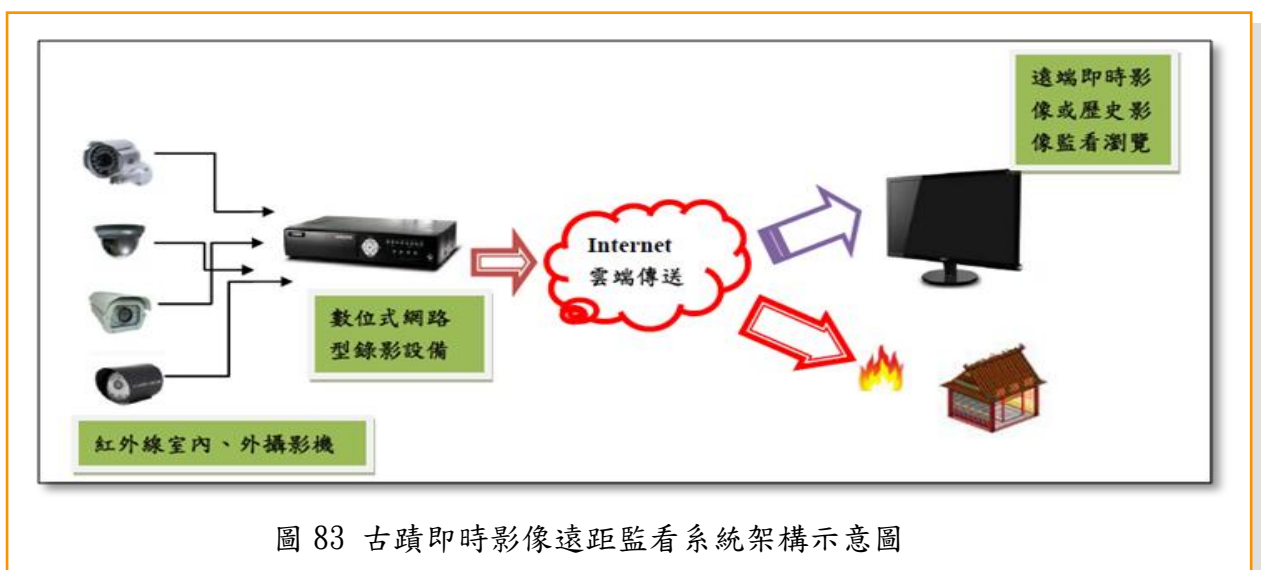 遠端即時影
像或歷史影
像監看瀏覽
Internet
雲端傳送
數位式網路
型錄影設備
紅外線室內、外攝影機
圖 83 古蹟即時影像遠距監看系統架構示意圖